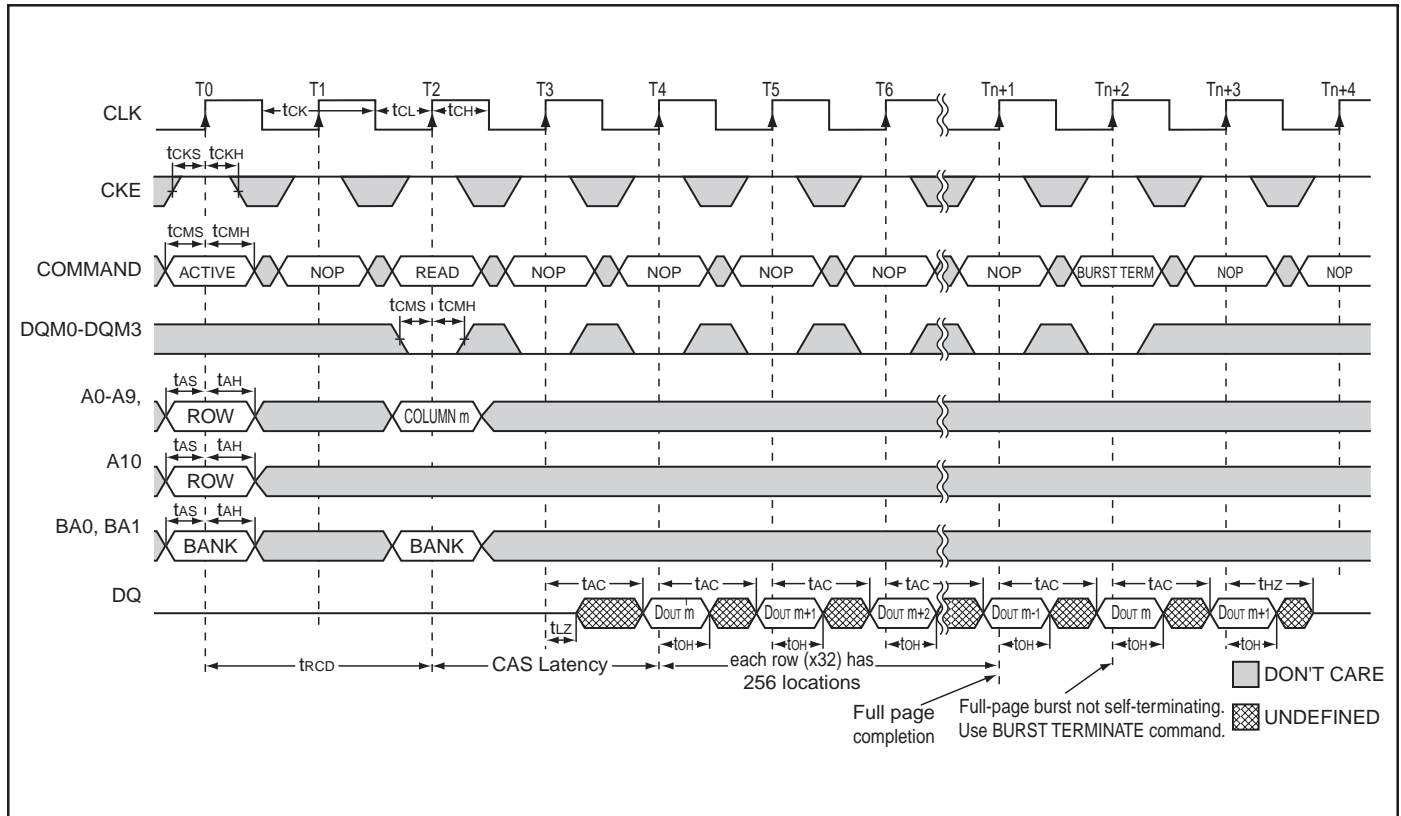 T0 T1 T2 T3 T4 T5 T6 Tn+1 Tn+2 Tn+3 Tn+4
CLK tCK tCL tCH
tCKS tCKH
CKE
tCMS tCMH
COMMAND ACTIVE NOP READ NOP NOP NOP NOP NOP BURST TERM NOP NOP
tCMS tCMH
DQM0-DQM3
tAS tAH
A0-A9, ROW COLUMN m
tAS tAH
A10 ROW
tAS tAH
BA0, BA1 BANK BANK
tAC tAC tAC tAC tAC tAC tHZ
DQ DOUT m DOUT m+1 DOUT m+2 DOUT m-1 DOUT m DOUT m+1
tLZ tOH tOH tOH tOH tOH tOH
tRCD CAS Latency each row (x32) has
256 locations
DON'T CARE
Full page
completion
Full-page burst not self-terminating.
Use BURST TERMINATE command.
UNDEFINED